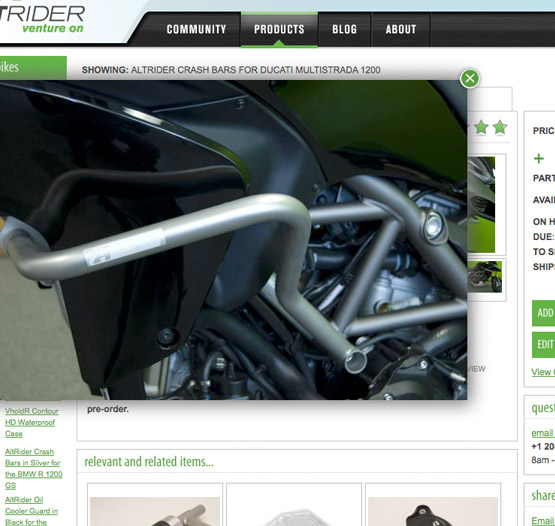 TRIDER
venture on
COMMUNITY
PRODUCTS
BLOG
ABOUT
bikes
SHOWING: ALTRIDER CRASH BARS FOR DUCATI MULTISTRADA 1200
PRIC
+
PART
AVAI
ON H
DUE:
TO S
SHIPS
ADD
EDIT
View
VIEW
pre-order.
VholdR Contour
HD Waterproof
Case
AltRider Crash
Bars in Silver for
the BMW R 1200
GS
AltRider Oil
Cooler Guard in
Black for the
relevant and related items...
quest
email
+1 20
8am -
share
Email